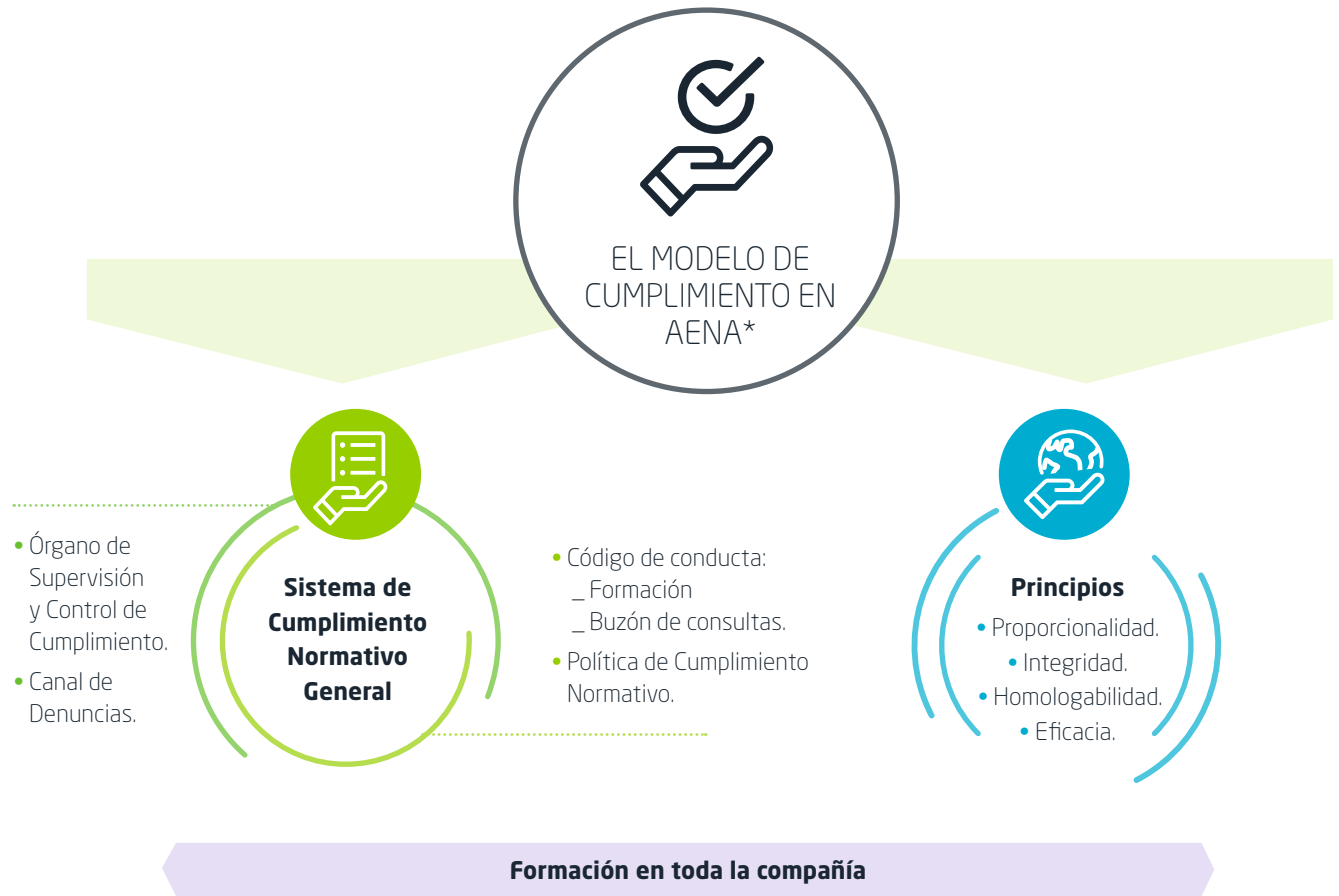 EL MODELO DE
CUMPLIMIENTO EN
AENA*
• Órgano de
Supervisión
y Control de
Cumplimiento.
• Canal de
Denuncias.
Sistema de
Cumplimiento
Normativo
General
• Código de conducta:
_ Formación
_ Buzón de consultas.
• Política de Cumplimiento
Normativo.
Principios
• Proporcionalidad.
• Integridad.
• Homologabilidad.
• Eficacia.
Formación en toda la compañía